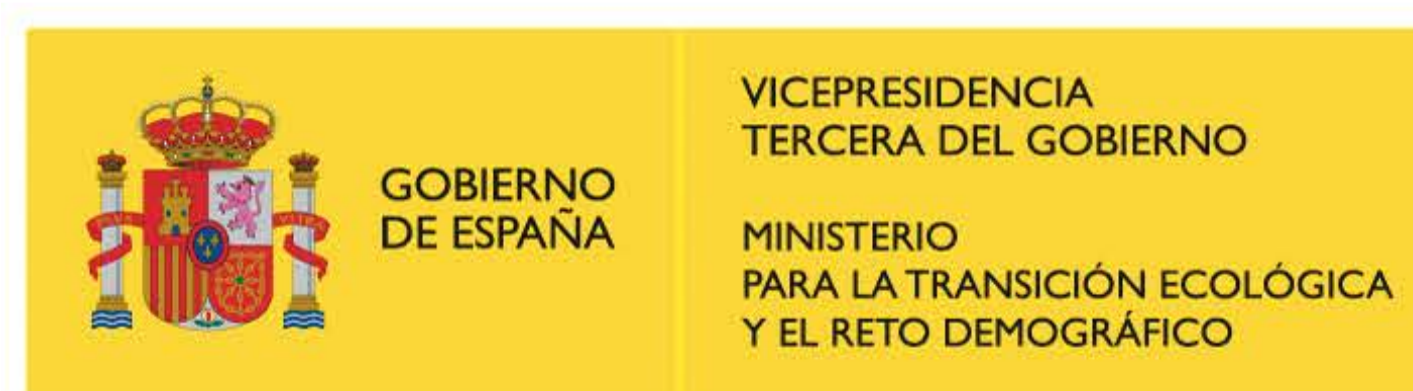 GOBIERNO
DE ESPAÑA
VICEPRESIDENCIA
TERCERA DEL GOBIERNO
MINISTERIO
PARA LA TRANSICIÓN ECOLÓGICA
Y EL RETO DEMOGRÁFICO